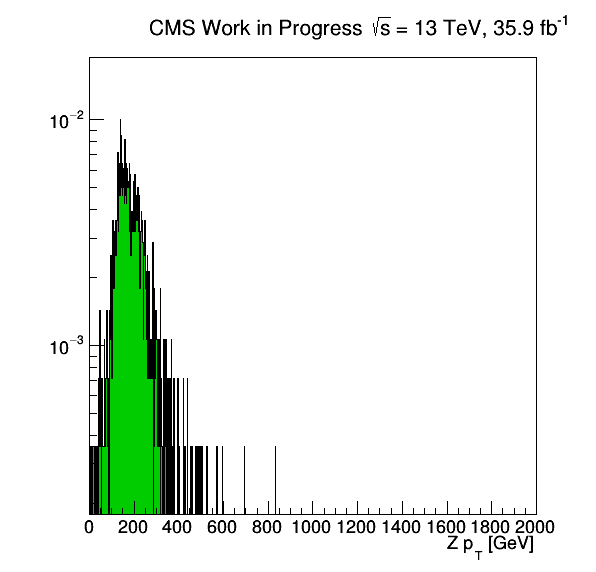 CMS Work in Progress √s = 13 TeV, 35.9 fb⁻¹
10⁻²
10⁻³
0 200 400 600 800 1000 1200 1400 1600 1800 2000
Z p_T [GeV]